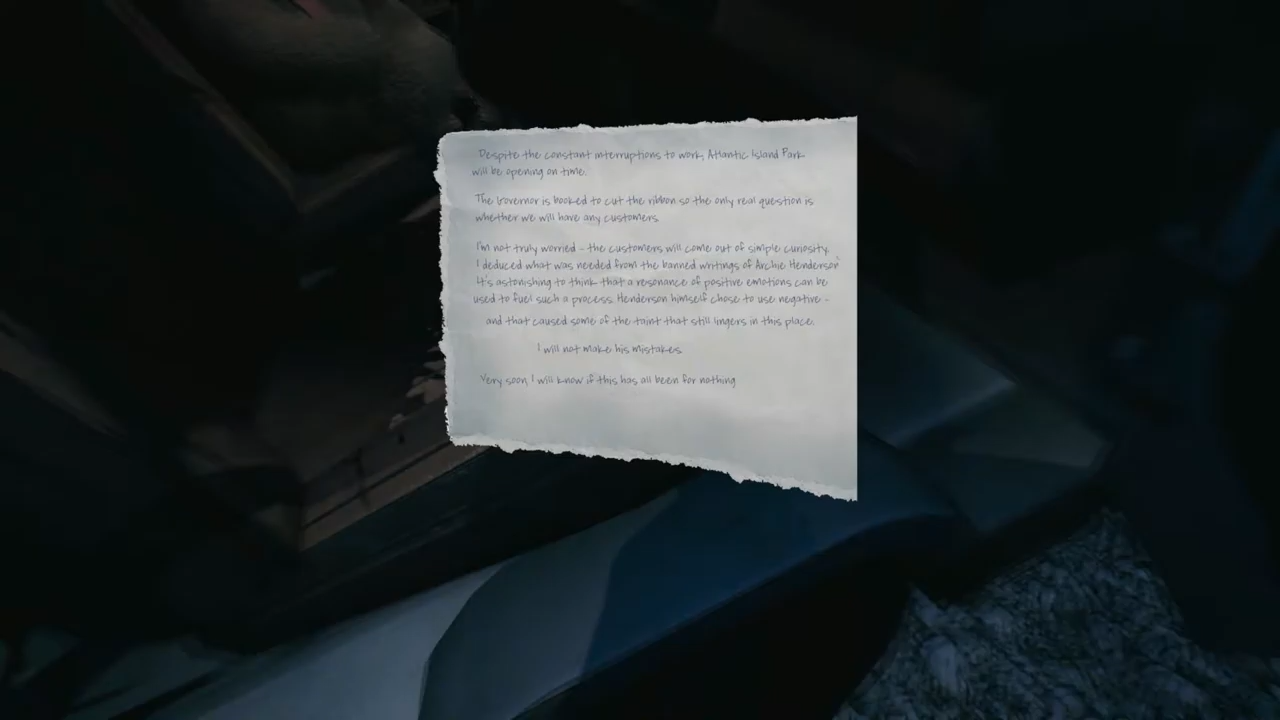 Despite the constant interruptions to work, Atlantic Island Park
will be opening on time.
The Governor is booked to cut the ribbon so the only real question is
whether we will have any customers.
I'm not truly worried - the customers will come out of simple curiosity.
I deduced what was needed from the banned writings of Archie Henderson
It's astonishing to think that a resonance of positive emotions can be
used to fuel such a process. Henderson himself chose to use negative -
and that caused some of the taint that still lingers in this place.
I will not make his mistakes.
Very soon, I will know if this has all been for nothing.